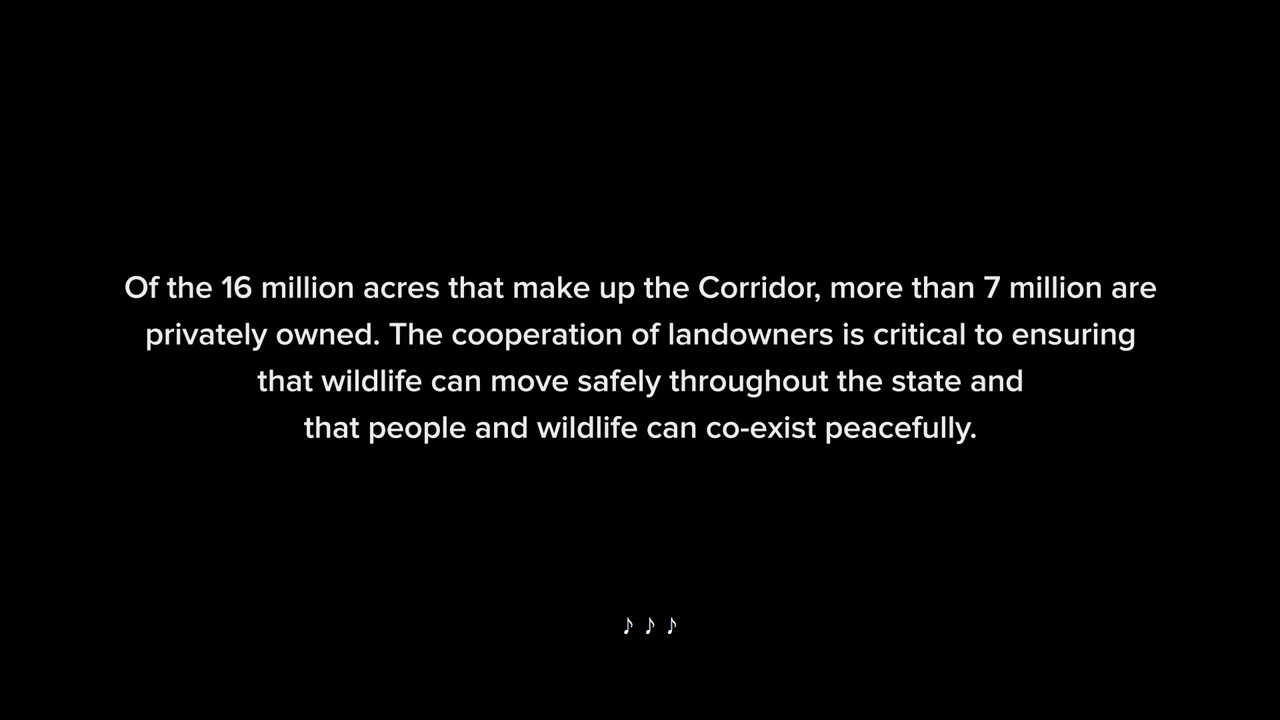 Of the 16 million acres that make up the Corridor, more than 7 million are
privately owned. The cooperation of landowners is critical to ensuring
that wildlife can move safely throughout the state and
that people and wildlife can co-exist peacefully.
♪ ♪ ♪